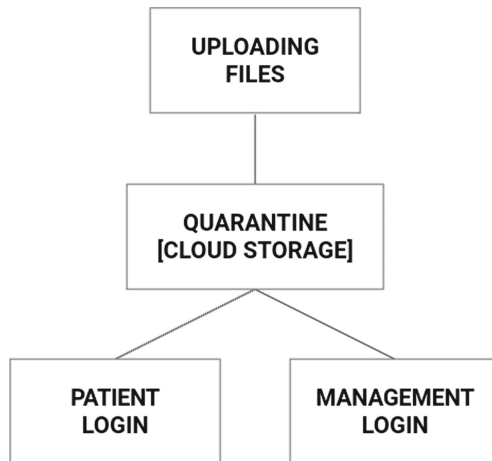 UPLOADING
FILES
QUARANTINE
[CLOUD STORAGE]
PATIENT
LOGIN
MANAGEMENT
LOGIN